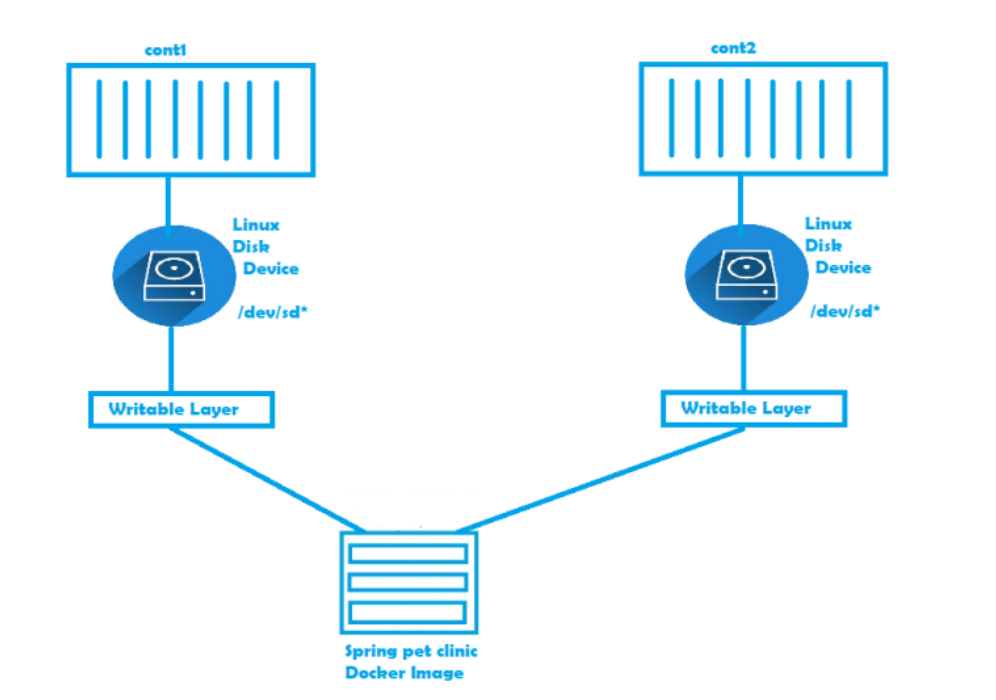 cont1
cont2
Linux
Disk
Device
/dev/sd*
Linux
Disk
Device
/dev/sd*
Writable Layer
Writable Layer
Spring pet clinic
Docker Image